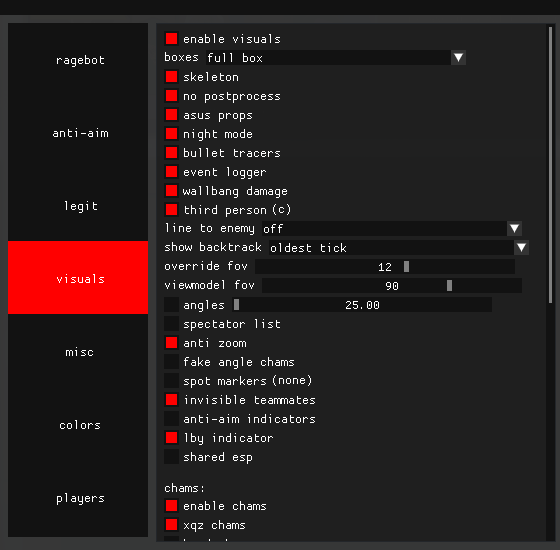 ragebot
anti-aim
legit
visuals
misc
colors
players
enable visuals
boxes full box
skeleton
no postprocess
asus props
night mode
bullet tracers
event logger
wallbang damage
third person (c)
line to enemy off
show backtrack oldest tick
override fov 12
viewmodel fov 90
angles 25.00
spectator list
anti zoom
fake angle chams
spot markers (none)
invisible teammates
anti-aim indicators
lby indicator
shared esp
chams:
enable chams
xqz chams